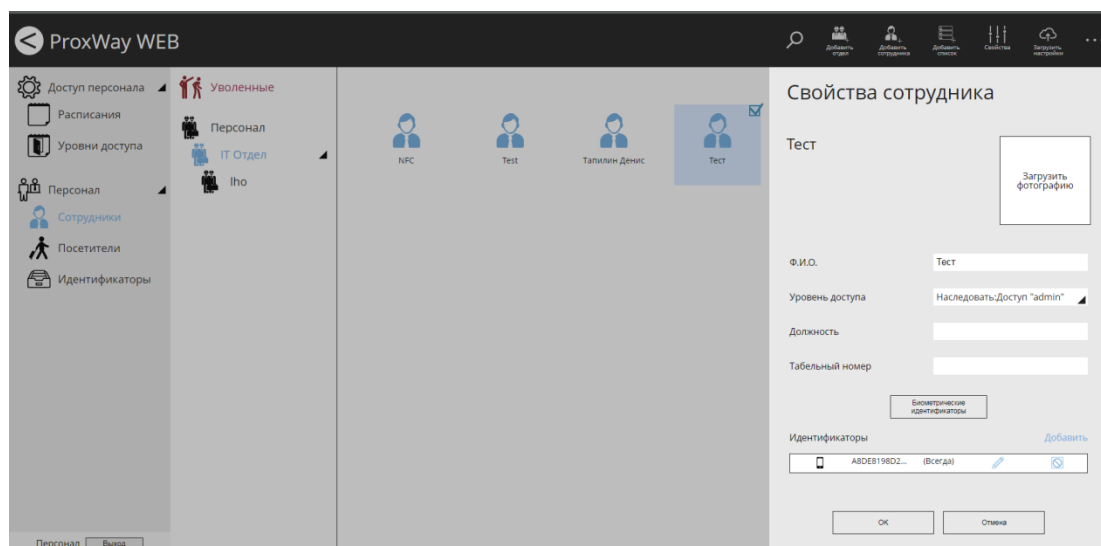 ProxWay WEB
Добавить
отдел
Добавить
сотрудника
Добавить
список
Свойства
Загрузить
настройки
Доступ персонала
Расписания
Уровни доступа
Персонал
Сотрудники
Посетители
Идентификаторы
Персонал
Выход
Уволенные
Персонал
IT Отдел
lho
NFC
Test
Тапилин Денис
Тест
Свойства сотрудника
Тест
Загрузить
фотографию
Ф.И.О.
Тест
Уровень доступа
Наследовать:Доступ "admin"
Должность
Табельный номер
Биометрические
идентификаторы
Идентификаторы
Добавить
A8DE8198D2... (Всегда)
OK
Отмена